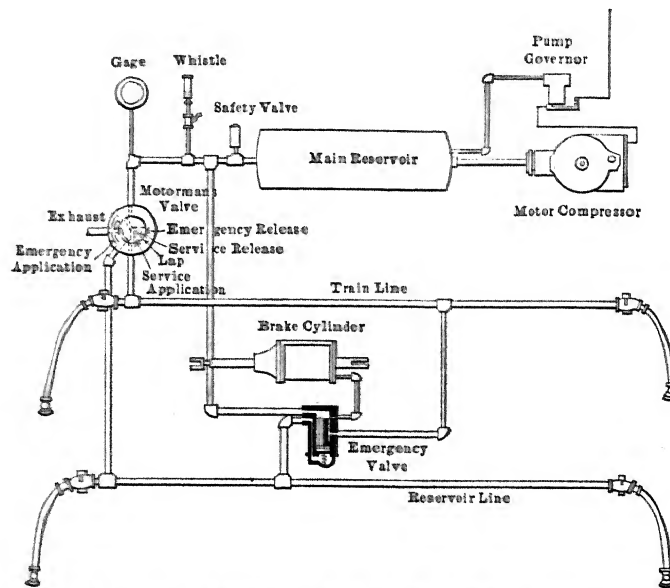 Pump
Governor
Gage
Whistle
Safety Valve
Main Reservoir
Motor Compressor
Motormans
Valve
Exhaust
Emergency Release
Service Release
Lap
Emergency
Application
Service
Application
Train Line
Brake Cylinder
Emergency
Valve
Reservoir Line